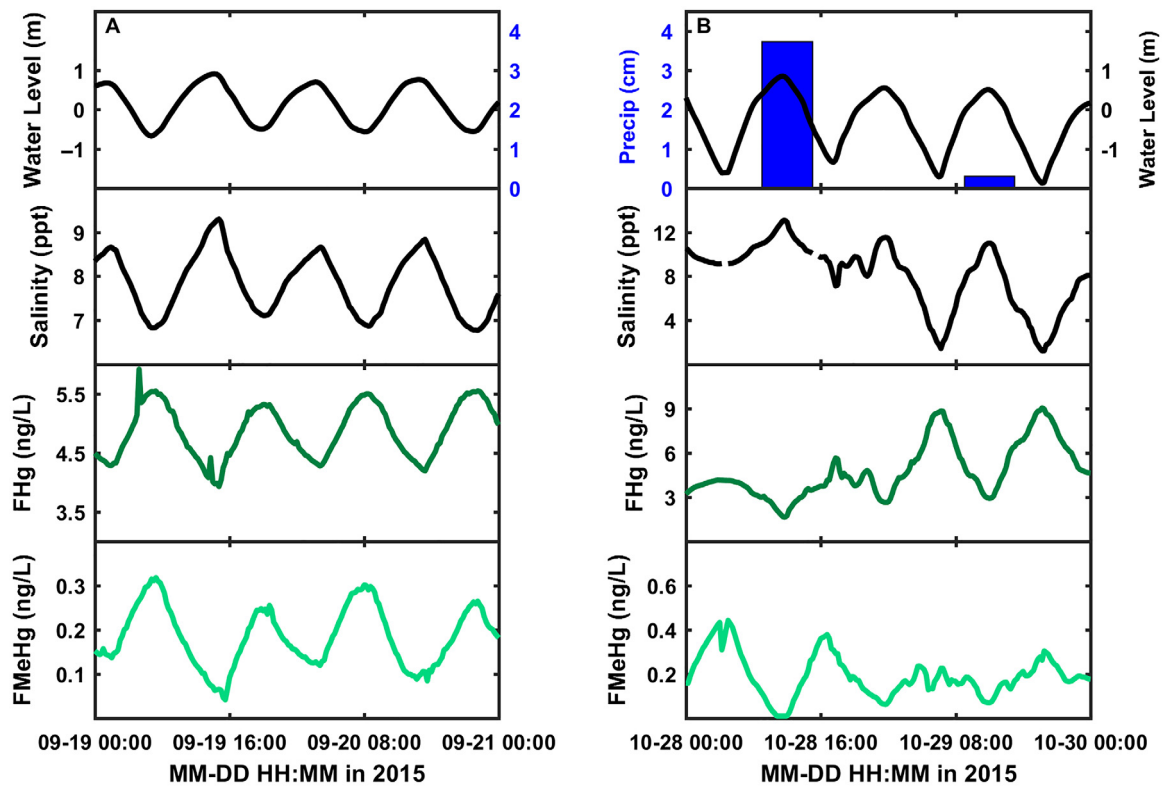 A
Water Level (m)
1
0
−1
4
3
2
1
0
Salinity (ppt)
9
8
7
FHg (ng/L)
5.5
4.5
3.5
FMeHg (ng/L)
0.3
0.2
0.1
09-19 00:00 09-19 16:00 09-20 08:00 09-21 00:00
MM-DD HH:MM in 2015
B
Precip (cm)
4
3
2
1
0
Water Level (m)
1
0
-1
Salinity (ppt)
12
8
4
FHg (ng/L)
9
6
3
FMeHg (ng/L)
0.6
0.4
0.2
10-28 00:00 10-28 16:00 10-29 08:00 10-30 00:00
MM-DD HH:MM in 2015